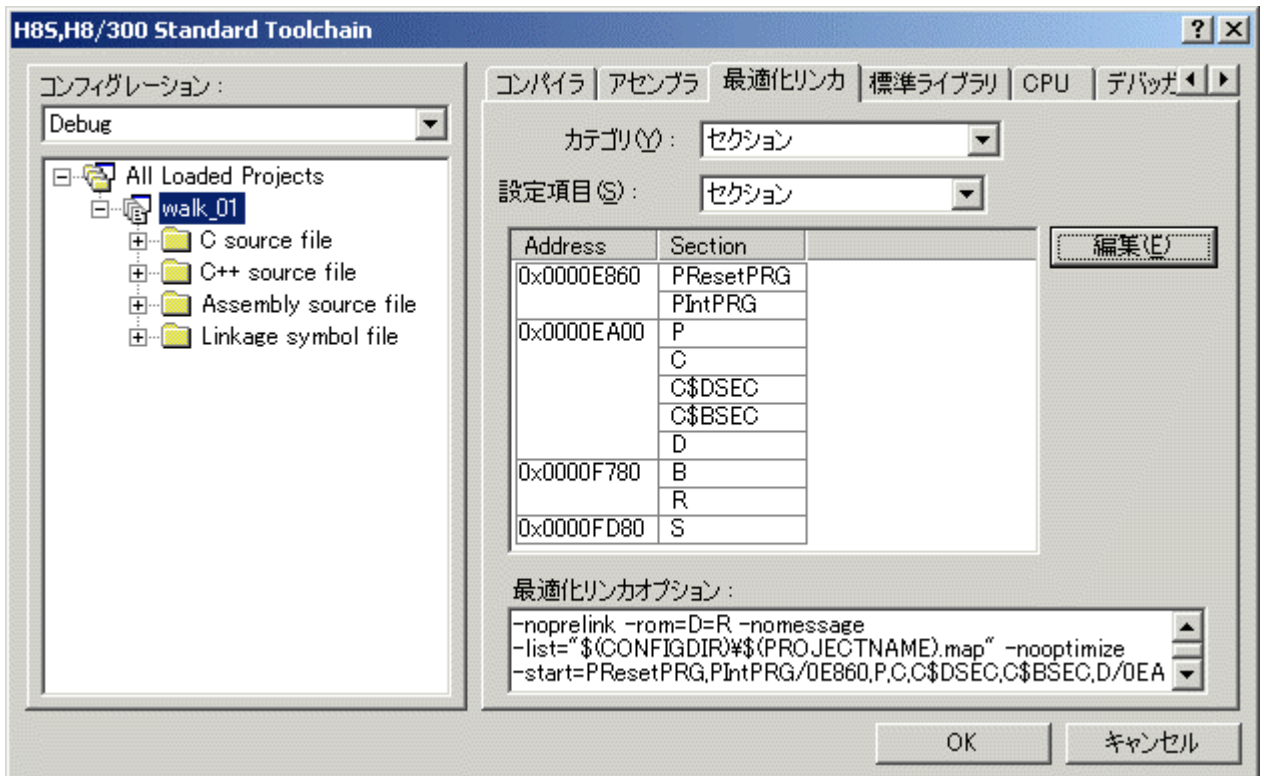 H8S,H8/300 Standard Toolchain
コンフィグレーション：
Debug
All Loaded Projects
walk_01
C source file
C++ source file
Assembly source file
Linkage symbol file
コンパイラ アセンブラ 最適化リンカ 標準ライブラリ CPU デバッガ
カテゴリ(Y)： セクション
設定項目(S)： セクション
Address Section
0x0000E860 PResetPRG
PIntPRG
0x0000EA00 P
C
C$DSEC
C$BSEC
D
0x0000F780 B
R
0x0000FD80 S
編集(E)
最適化リンカオプション：
-noprelink -rom=D=R -nomessage
-list="$(CONFIGDIR)¥$(PROJECTNAME).map" -nooptimize
-start=PResetPRG,PIntPRG/0E860,P,C,C$DSEC,C$BSEC,D/0EA
OK キャンセル